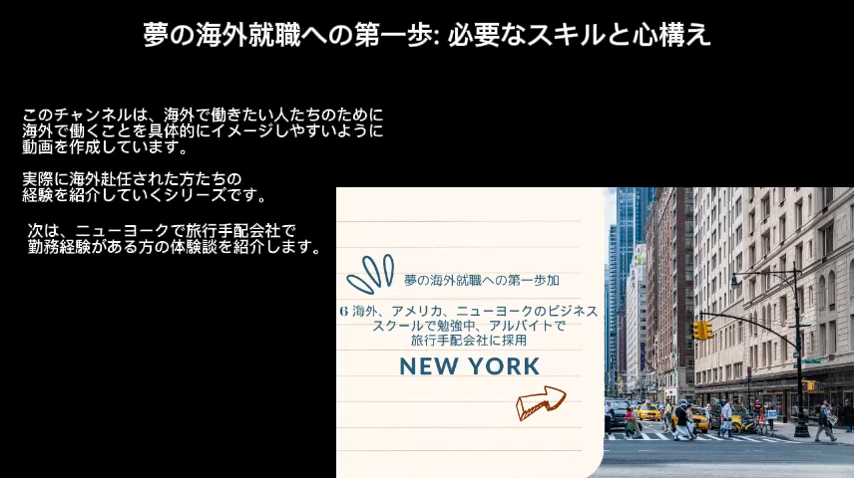 夢の海外就職への第一歩: 必要なスキルと心構え
このチャンネルは、海外で働きたい人たちのために
海外で働くことを具体的にイメージしやすいように
動画を作成しています。
実際に海外赴任された方たちの
経験を紹介していくシリーズです。
次は、ニューヨークで旅行手配会社で
勤務経験がある方の体験談を紹介します。
夢の海外就職への第一歩加
6 海外、アメリカ、ニューヨークのビジネス
スクールで勉強中、アルバイトで
旅行手配会社に採用
NEW YORK